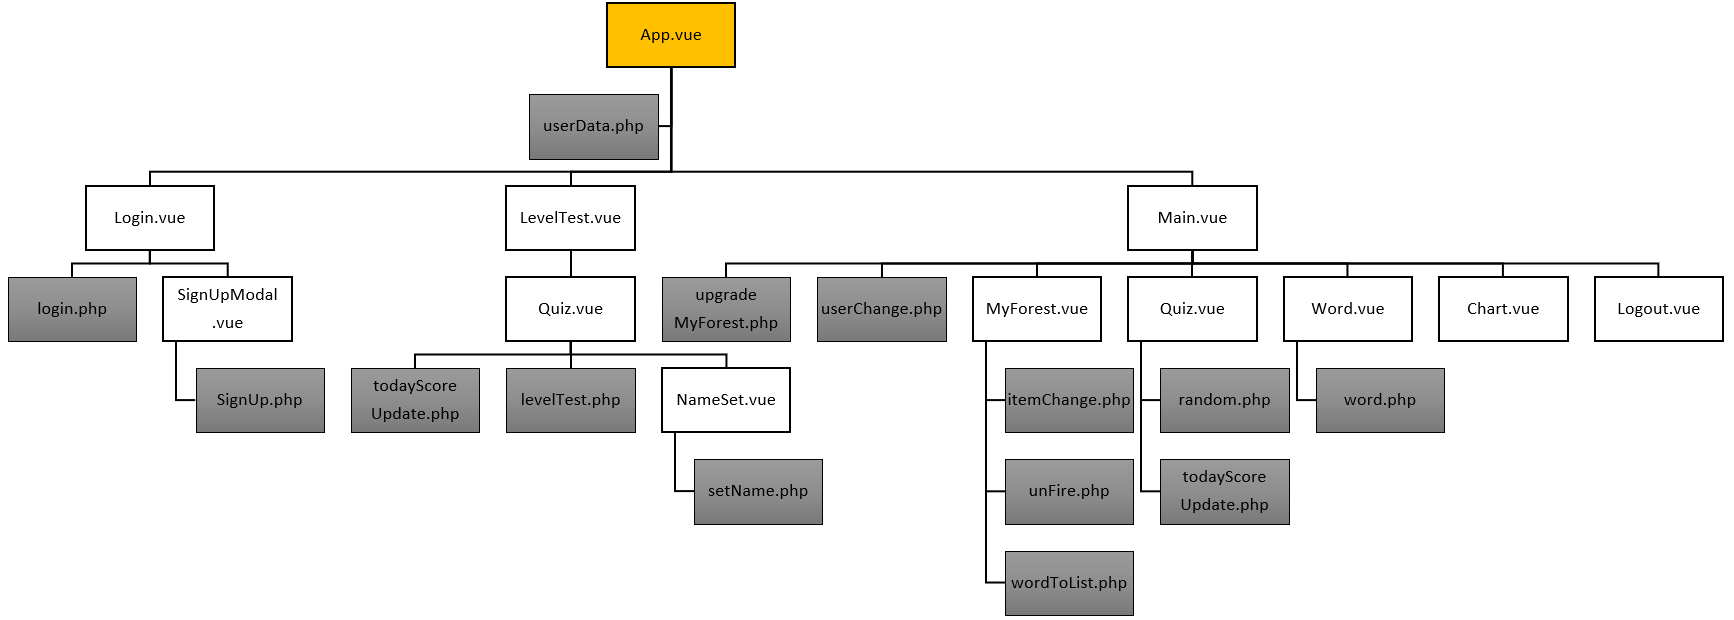 App.vue
userData.php
Login.vue
LevelTest.vue
Main.vue
login.php
SignUpModal
.vue
Quiz.vue
upgrade
MyForest.php
userChange.php
MyForest.vue
Quiz.vue
Word.vue
Chart.vue
Logout.vue
SignUp.php
todayScore
Update.php
levelTest.php
NameSet.vue
itemChange.php
random.php
word.php
setName.php
unFire.php
todayScore
Update.php
wordToList.php